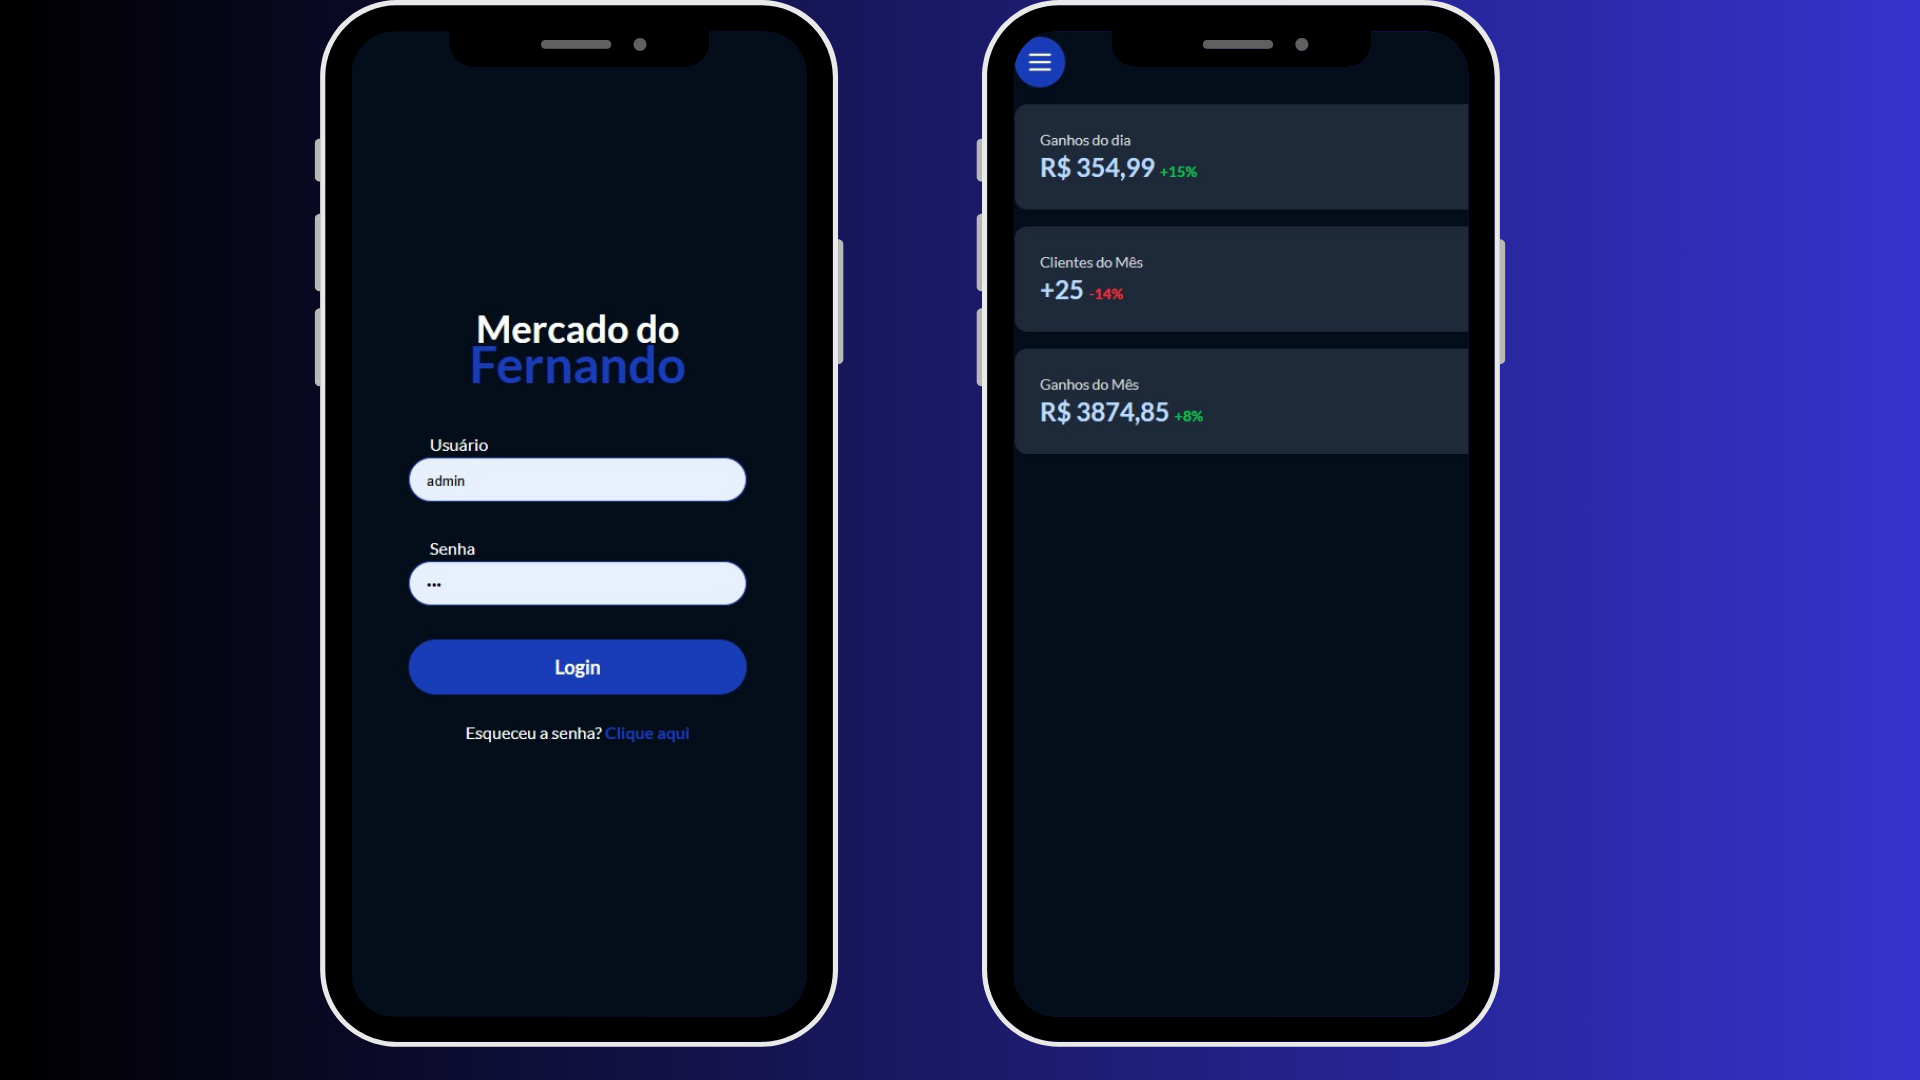 Mercado do
Fernando
Usuário
admin
Senha
•••
Login
Esqueceu a senha? Clique aqui
Ganhos do dia
R$ 354,99 +15%
Clientes do Mês
+25 -14%
Ganhos do Mês
R$ 3874,85 +8%